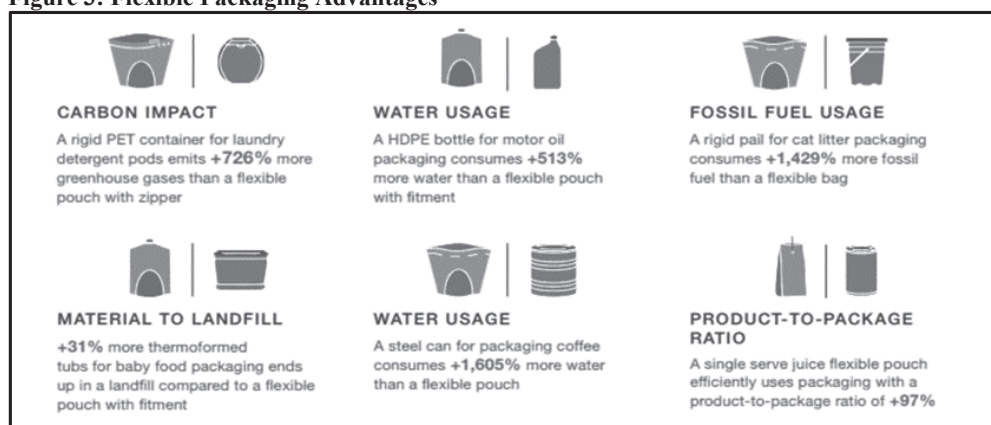 Figure 3: Flexible Packaging Advantages
CARBON IMPACT
A rigid PET container for laundry
detergent pods emits +726% more
greenhouse gases than a flexible
pouch with zipper
WATER USAGE
A HDPE bottle for motor oil
packaging consumes +513%
more water than a flexible pouch
with fitment
FOSSIL FUEL USAGE
A rigid pail for cat litter packaging
consumes +1,429% more fossil
fuel than a flexible bag
MATERIAL TO LANDFILL
+31% more thermoformed
tubs for baby food packaging ends
up in a landfill compared to a flexible
pouch with fitment
WATER USAGE
A steel can for packaging coffee
consumes +1,605% more water
than a flexible pouch
PRODUCT-TO-PACKAGE
RATIO
A single serve juice flexible pouch
efficiently uses packaging with a
product-to-package ratio of +97%